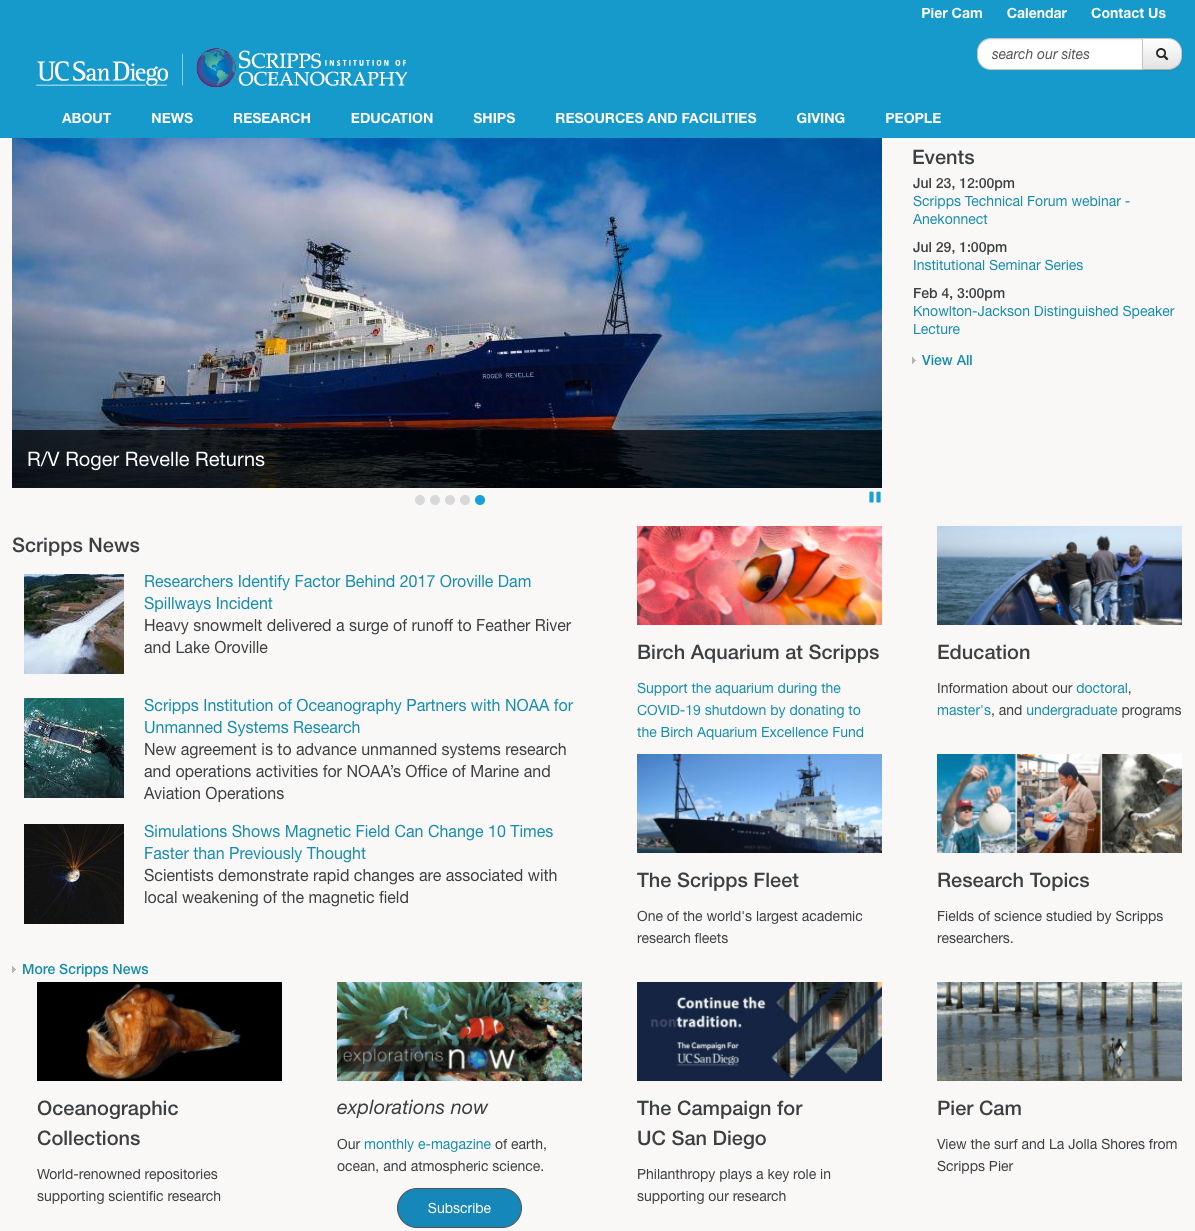 Pier Cam Calendar Contact Us
UC San Diego SCRIPPS INSTITUTION OF OCEANOGRAPHY
search our sites
ABOUT NEWS RESEARCH EDUCATION SHIPS RESOURCES AND FACILITIES GIVING PEOPLE
ROGER REVELLE
R/V Roger Revelle Returns
Events
Jul 23, 12:00pm
Scripps Technical Forum webinar -
Anekonnect
Jul 29, 1:00pm
Institutional Seminar Series
Feb 4, 3:00pm
Knowlton-Jackson Distinguished Speaker
Lecture
View All
Scripps News
Researchers Identify Factor Behind 2017 Oroville Dam
Spillways Incident
Heavy snowmelt delivered a surge of runoff to Feather River
and Lake Oroville
Scripps Institution of Oceanography Partners with NOAA for
Unmanned Systems Research
New agreement is to advance unmanned systems research
and operations activities for NOAA's Office of Marine and
Aviation Operations
Simulations Shows Magnetic Field Can Change 10 Times
Faster than Previously Thought
Scientists demonstrate rapid changes are associated with
local weakening of the magnetic field
More Scripps News
Birch Aquarium at Scripps
Support the aquarium during the
COVID-19 shutdown by donating to
the Birch Aquarium Excellence Fund
Education
Information about our doctoral,
master's, and undergraduate programs
The Scripps Fleet
One of the world's largest academic
research fleets
Research Topics
Fields of science studied by Scripps
researchers.
Oceanographic
Collections
World-renowned repositories
supporting scientific research
explorations now
explorations now
Our monthly e-magazine of earth,
ocean, and atmospheric science.
Subscribe
Continue the
nontradition.
The Campaign For
UC San Diego
The Campaign for
UC San Diego
Philanthropy plays a key role in
supporting our research
Pier Cam
View the surf and La Jolla Shores from
Scripps Pier